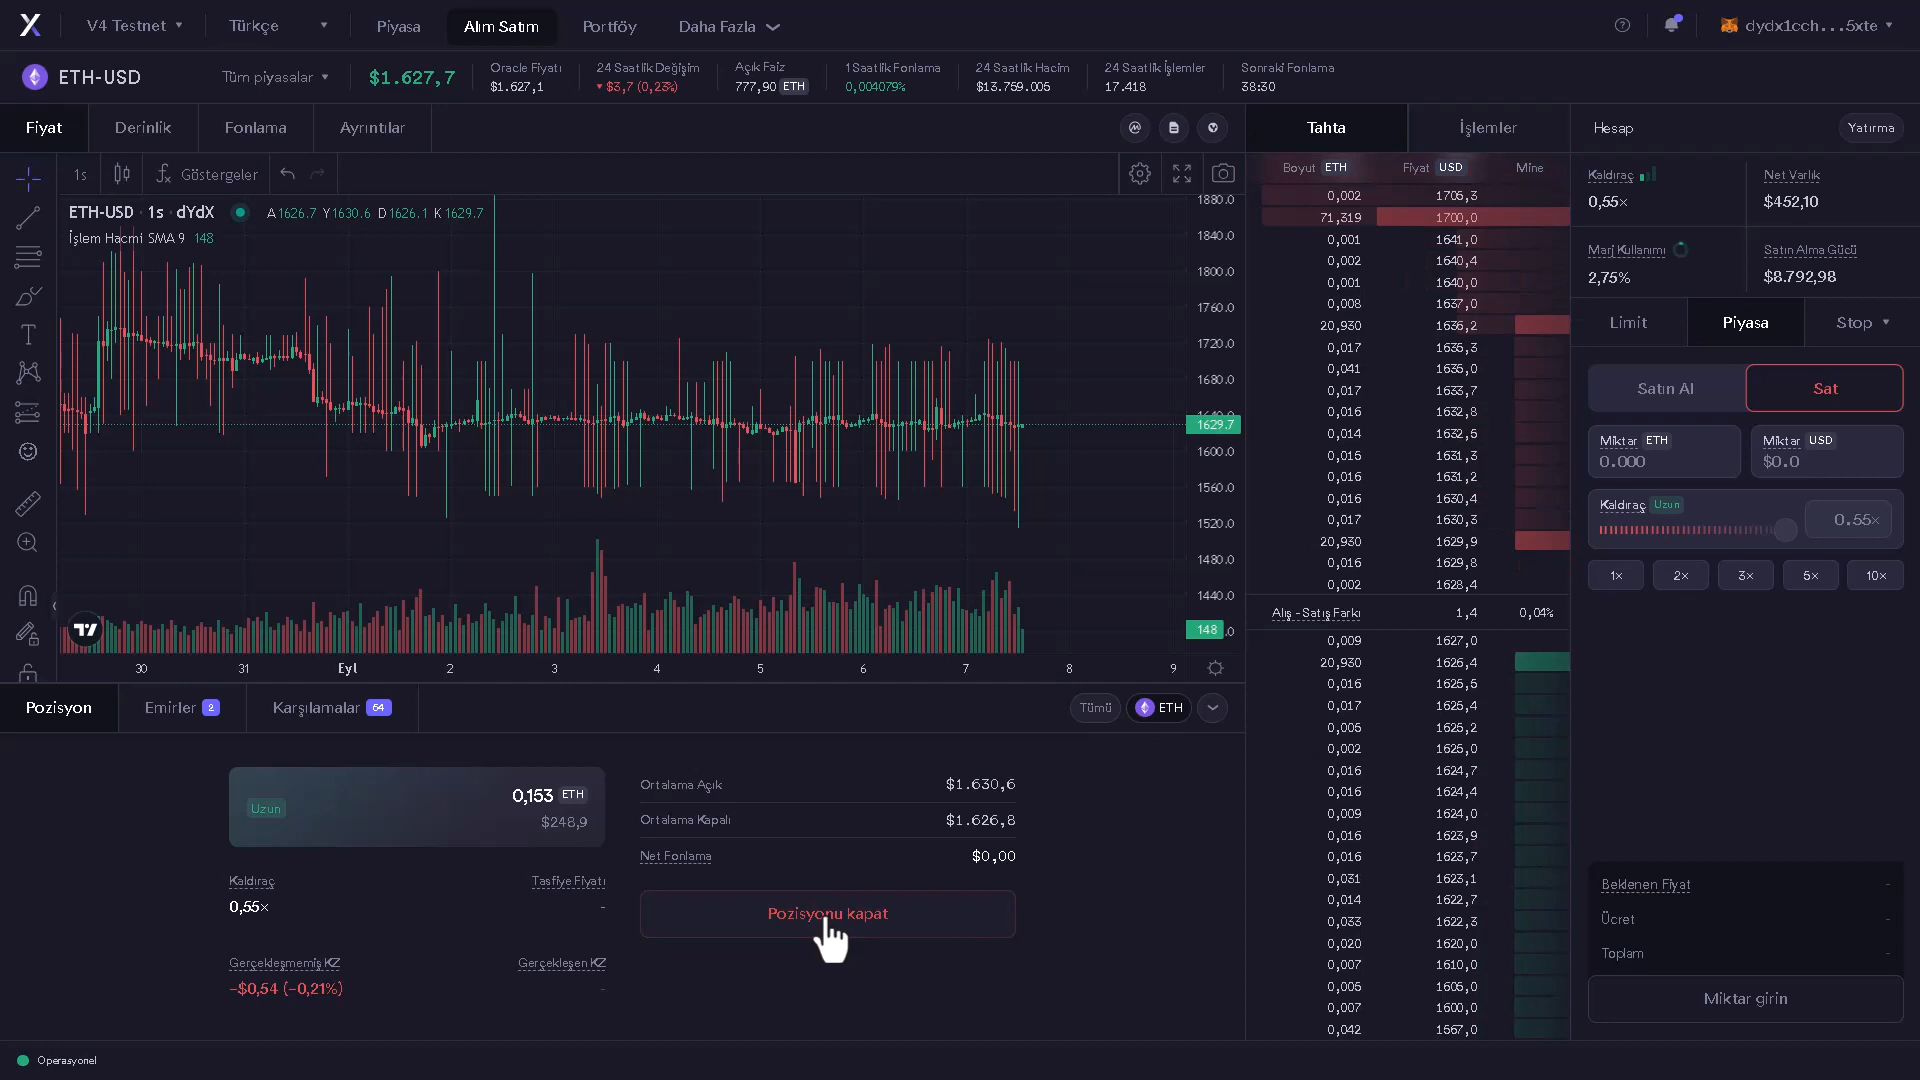 V4 Testnet
Türkçe
Piyasa
Alım Satım
Portföy
Daha Fazla
dydx1cch...5xte
ETH-USD
Tüm piyasalar
$1.627,7
Oracle Fiyatı
$1.627,1
24 Saatlik Değişim
$3,7 (0,23%)
Açık Faiz
777,90 ETH
1 Saatlik Fonlama
0,004079%
24 Saatlik Hacim
$13.759.005
24 Saatlik İşlemler
17.418
Sonraki Fonlama
38:30
Fiyat
Derinlik
Fonlama
Ayrıntılar
1s
Göstergeler
ETH-USD · 1s · dYdX
A1626.7 Y1630.6 D1626.1 K1629.7
İşlem Hacmi SMA 9 148
1880.0
1840.0
1800.0
1760.0
1720.0
1680.0
1640.0
1629.7
1600.0
1560.0
1520.0
1480.0
1440.0
148
30 31 Eyl 2 3 4 5 6 7 8 9
Tahta
İşlemler
Boyut ETH Fiyat USD Mine
0,002 1705,3
71,319 1700,0
0,001 1641,0
0,002 1640,4
0,001 1640,0
0,008 1637,0
20,930 1636,2
0,017 1635,3
0,041 1635,0
0,017 1633,7
0,016 1632,8
0,014 1632,5
0,015 1631,3
0,016 1631,2
0,016 1630,4
0,017 1630,3
20,930 1629,9
0,016 1629,8
0,002 1628,4
Alış-Satış Farkı 1,4 0,04%
0,009 1627,0
20,930 1626,4
0,016 1625,5
0,017 1625,4
0,005 1625,2
0,002 1625,0
0,016 1624,7
0,016 1624,4
0,009 1624,0
0,016 1623,9
0,016 1623,7
0,031 1623,1
0,014 1622,7
0,033 1622,3
0,020 1620,0
0,007 1610,0
0,005 1605,0
0,007 1600,0
0,042 1567,0
Hesap
Yatırma
Kaldıraç
0,55×
Net Varlık
$452,10
Marj Kullanımı
2,75%
Satın Alma Gücü
$8.792,98
Limit
Piyasa
Stop
Satın Al
Sat
Miktar ETH
0.000
Miktar USD
$0.0
Kaldıraç Uzun
0.55×
1× 2× 3× 5× 10×
Beklenen Fiyat -
Ücret -
Toplam -
Miktar girin
Pozisyon
Emirler 2
Karşılamalar 64
Tümü
ETH
Uzun
0,153 ETH
$248,9
Kaldıraç
0,55×
Tasfiye Fiyatı
-
Gerçekleşmemiş KZ
-$0,54 (-0,21%)
Gerçekleşen KZ
-
Ortalama Açık $1.630,6
Ortalama Kapalı $1.626,8
Net Fonlama $0,00
Pozisyonu kapat
Operasyonel